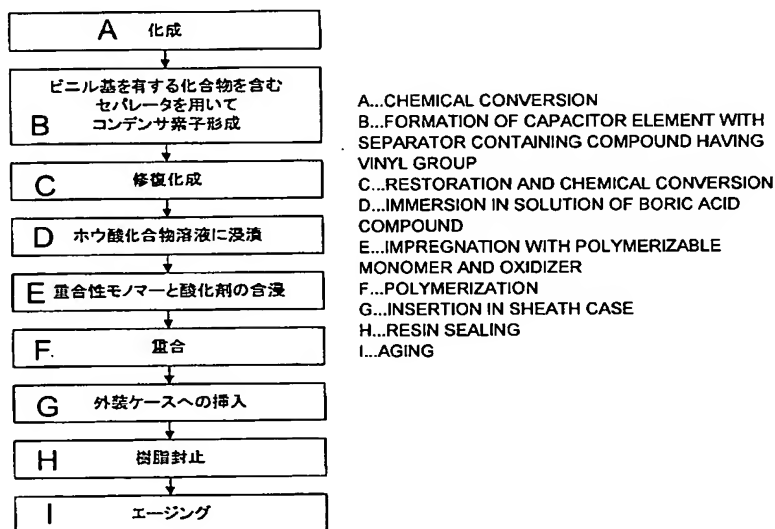 A 化成
ビニル基を有する化合物を含む
セパレータを用いて
B コンデンサ素子形成
C 修復化成
D ホウ酸化合物溶液に浸漬
E 重合性モノマーと酸化剤の含浸
F 重合
G 外装ケースへの挿入
H 樹脂封止
I エージング
A...CHEMICAL CONVERSION
B...FORMATION OF CAPACITOR ELEMENT WITH
SEPARATOR CONTAINING COMPOUND HAVING
VINYL GROUP
C...RESTORATION AND CHEMICAL CONVERSION
D...IMMERSION IN SOLUTION OF BORIC ACID
COMPOUND
E...IMPREGNATION WITH POLYMERIZABLE
MONOMER AND OXIDIZER
F...POLYMERIZATION
G...INSERTION IN SHEATH CASE
H...RESIN SEALING
I...AGING